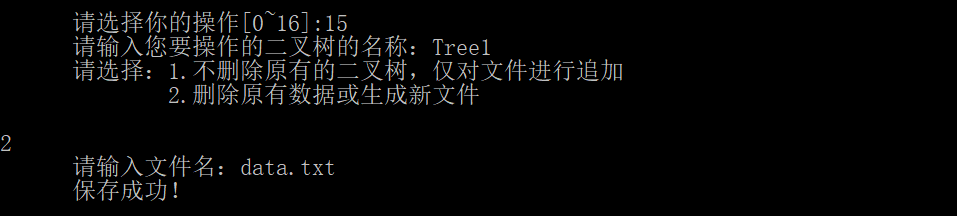 请选择你的操作[0~16]:15
请输入您要操作的二叉树的名称：Tree1
请选择：1.不删除原有的二叉树，仅对文件进行追加
2.删除原有数据或生成新文件
2
请输入文件名：data.txt
保存成功！